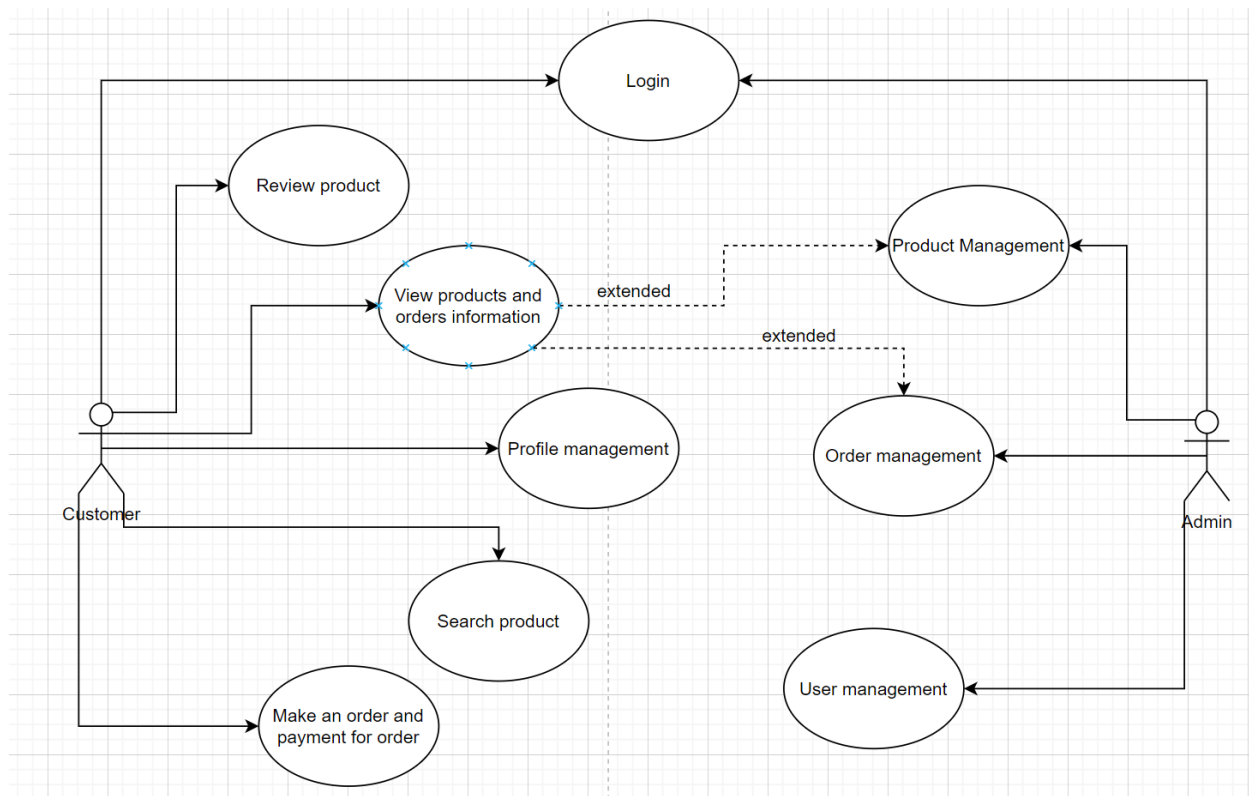 Login
Review product
Product Management
View products and
orders information
extended
extended
Profile management
Order management
Customer
Admin
Search product
User management
Make an order and
payment for order